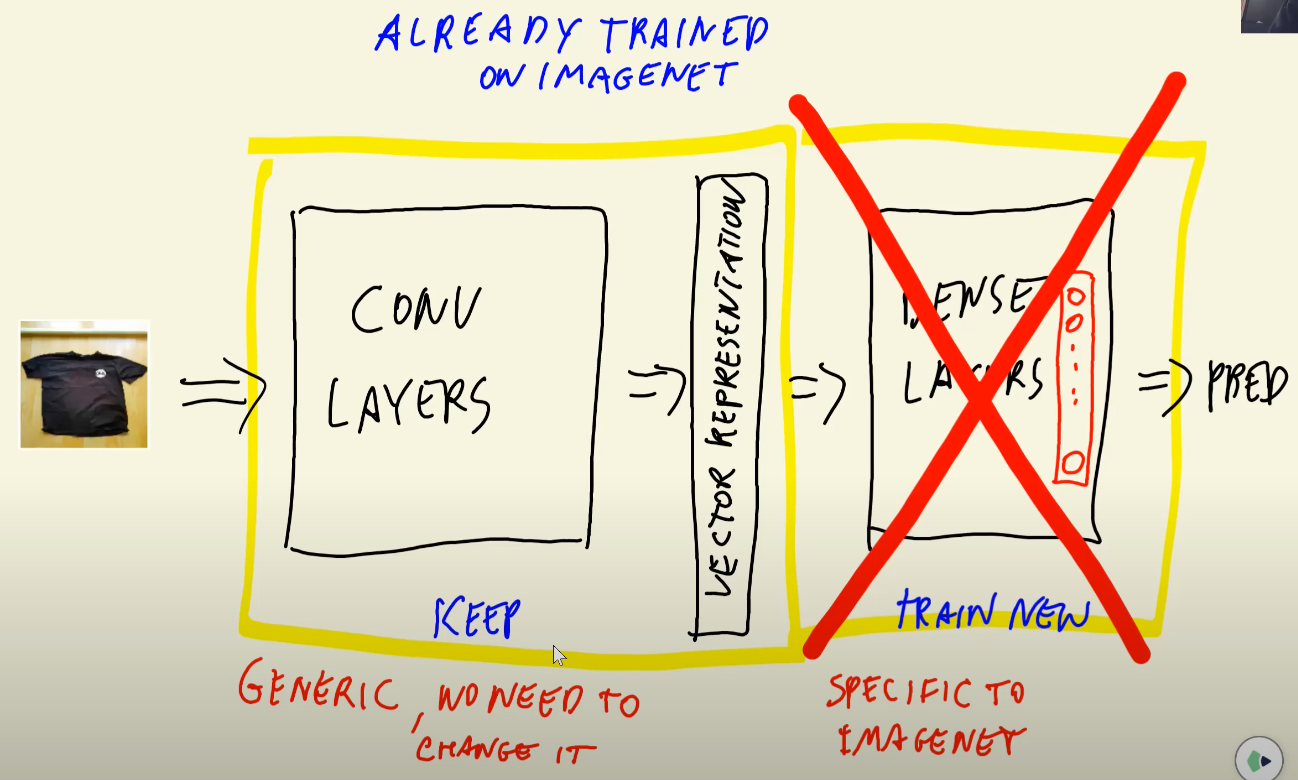 ALREADY TRAINED
ON IMAGENET
CONV
LAYERS
VECTOR REPRESENTATION
DENSE
LAYERS
PRED
KEEP
TRAIN NEW
GENERIC, NO NEED TO
CHANGE IT
SPECIFIC TO
IMAGENET